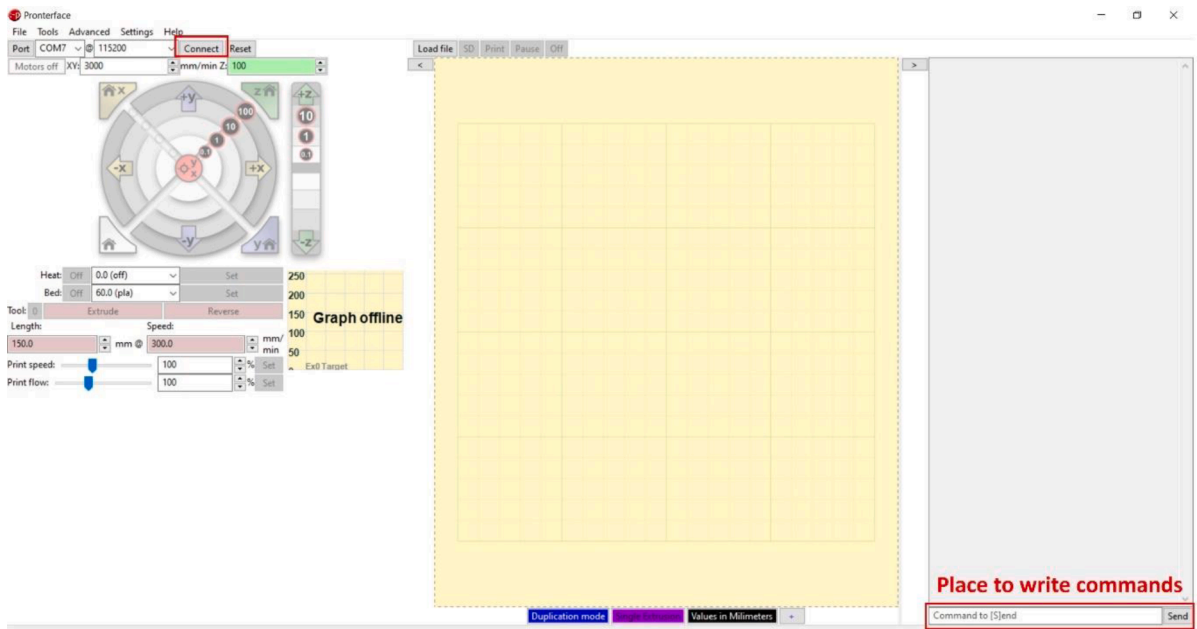 Pronterface
File Tools Advanced Settings Help
Port COM7 @ 115200 Connect Reset Load file SD Print Pause Off
Motors off XY: 3000 mm/min Z: 100 < >
x +y z +z
100 10
10 1
1 0.1
0.1
-x y x +x
-y y -z
Heat: Off 0.0 (off) Set
Bed: Off 60.0 (pla) Set
Tool: 0 Extrude Reverse
Length: Speed:
150.0 mm @ 300.0 mm/
min
Print speed: 100 % Set
Print flow: 100 % Set
250
200
150 Graph offline
100
50
Ex0 Target
Place to write commands
Duplication mode Values in Milimeters + Command to [S]end Send